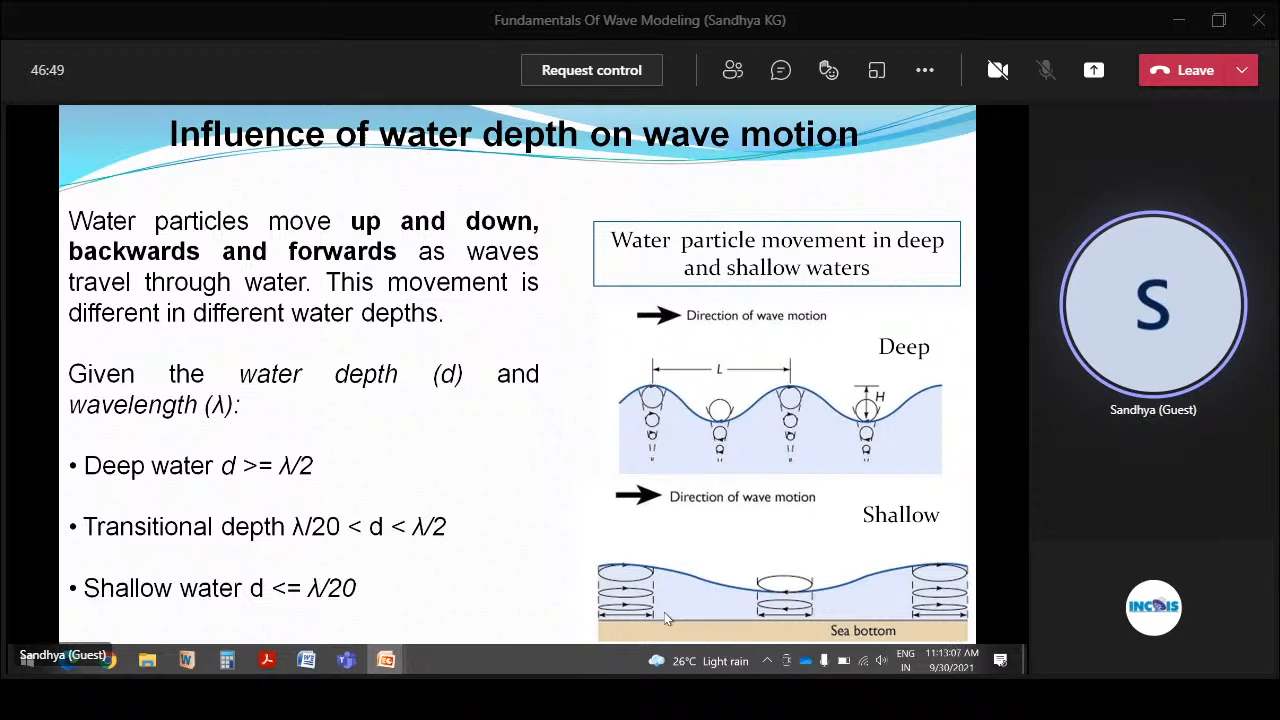 Fundamentals Of Wave Modeling (Sandhya KG)
46:49
Request control
Leave
Influence of water depth on wave motion
Water particles move up and down,
backwards and forwards as waves
travel through water. This movement is
different in different water depths.
Given the water depth (d) and
wavelength (λ):
• Deep water d >= λ/2
• Transitional depth λ/20 < d < λ/2
• Shallow water d <= λ/20
Water particle movement in deep
and shallow waters
Direction of wave motion
Deep
L
H
Direction of wave motion
Shallow
Sea bottom
S
Sandhya (Guest)
INCOIS
Sandhya (Guest)
26°C Light rain
ENG
IN
11:13:07 AM
9/30/2021